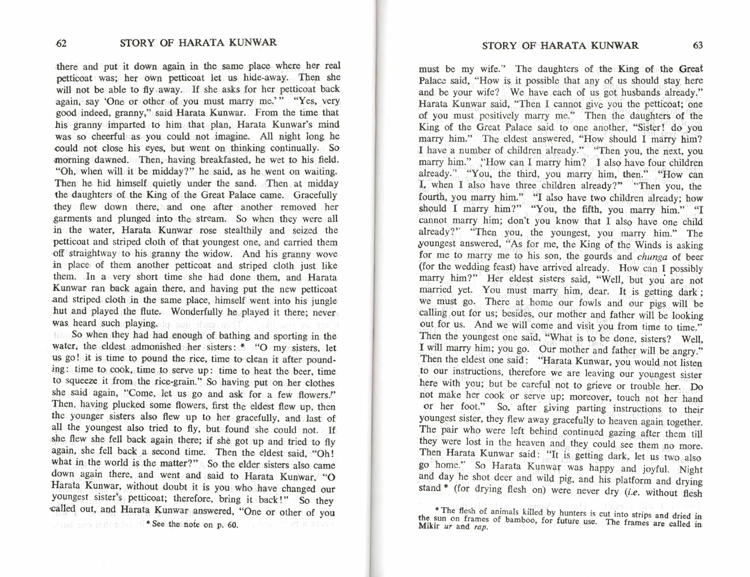 62 STORY OF HARATA KUNWAR
there and put it down again in the same place where her real
petticoat was; her own petticoat let us hide-away. Then she
will not be able to fly away. If she asks for her petticoat back
again, say 'One or other of you must marry me.'" "Yes, very
good indeed, granny," said Harata Kunwar. From the time that
his granny imparted to him that plan, Harata Kunwar's mind
was so cheerful as you could not imagine. All night long he
could not close his eyes, but went on thinking continually. So
morning dawned. Then, having breakfasted, he wet to his field.
"Oh, when will it be midday?" he said, as he went on waiting.
Then he hid himself quietly under the sand. Then at midday
the daughters of the King of the Great Palace came. Gracefully
they flew down there, and one after another removed her
garments and plunged into the stream. So when they were all
in the water, Harata Kunwar rose stealthily and seized the
petticoat and striped cloth of that youngest one, and carried them
off straightway to his granny the widow. And his granny wove
in place of them another petticoat and striped cloth just like
them. In a very short time she had done them, and Harata
Kunwar ran back again there, and having put the new petticoat
and striped cloth in the same place, himself went into his jungle
hut and played the flute. Wonderfully he played it there; never
was heard such playing.
So when they had had enough of bathing and sporting in the
water, the eldest admonished her sisters: * "O my sisters, let
us go! it is time to pound the rice, time to clean it after pound-
ing: time to cook, time to serve up: time to heat the beer, time
to squeeze it from the rice-grain." So having put on her clothes
she said again, "Come, let us go and ask for a few flowers."
Then, having plucked some flowers, first the eldest flew up, then
the younger sisters also flew up to her gracefully, and last of
all the youngest also tried to fly, but found she could not. If
she flew she fell back again there; if she got up and tried to fly
again, she fell back a second time. Then the eldest said, "Oh!
what in the world is the matter?" So the elder sisters also came
down again there, and went and said to Harata Kunwar, "O
Harata Kunwar, without doubt it is you who have changed our
youngest sister's petticoat; therefore, bring it back!" So they
called out, and Harata Kunwar answered, "One or other of you
* See the note on p. 60.
STORY OF HARATA KUNWAR 63
must be my wife." The daughters of the King of the Great
Palace said, "How is it possible that any of us should stay here
and be your wife? We have each of us got husbands already."
Harata Kunwar said, "Then I cannot give you the petticoat; one
of you must positively marry me." Then the daughters of the
King of the Great Palace said to one another, "Sister! do you
marry him." The eldest answered, "How should I marry him?
I have a number of children already." "Then you, the next, you
marry him." "How can I marry him? I also have four children
already." "You, the third, you marry him, then." "How can
I, when I also have three children already?" "Then you, the
fourth, you marry him." "I also have two children already; how
should I marry him?" "You, the fifth, you marry him." "I
cannot marry him; don't you know that I also have one child
already?" "Then you, the youngest, you marry him." The
youngest answered, "As for me, the King of the Winds is asking
for me to marry me to his son, the gourds and chunga of beer
(for the wedding feast) have arrived already. How can I possibly
marry him?" Her eldest sisters said, "Well, but you are not
married yet. You must marry him, dear. It is getting dark;
we must go. There at home our fowls and our pigs will be
calling out for us; besides, our mother and father will be looking
out for us. And we will come and visit you from time to time."
Then the youngest one said, "What is to be done, sisters? Well,
I will marry him; you go. Our mother and father will be angry."
Then the eldest one said: "Harata Kunwar, you would not listen
to our instructions, therefore we are leaving our youngest sister
here with you; but be careful not to grieve or trouble her. Do
not make her cook or serve up; moreover, touch not her hand
or her foot." So, after giving parting instructions to their
youngest sister, they flew away gracefully to heaven again together.
The pair who were left behind continued gazing after them till
they were lost in the heaven and they could see them no more.
Then Harata Kunwar said: "It is getting dark, let us two also
go home." So Harata Kunwar was happy and joyful. Night
and day he shot deer and wild pig, and his platform and drying
stand * (for drying flesh on) were never dry (i.e. without flesh
* The flesh of animals killed by hunters is cut into strips and dried in
the sun on frames of bamboo, for future use. The frames are called in
Mikir ur and rap.